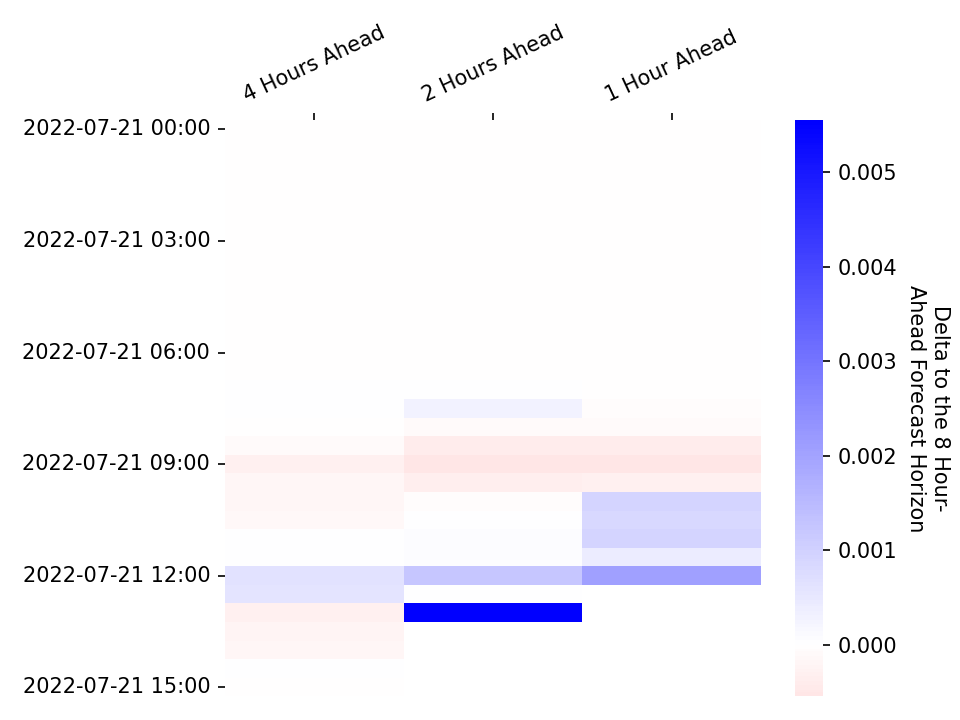 4 Hours Ahead
2 Hours Ahead
1 Hour Ahead
2022-07-21 00:00
2022-07-21 03:00
2022-07-21 06:00
2022-07-21 09:00
2022-07-21 12:00
2022-07-21 15:00
0.005
0.004
0.003
0.002
0.001
0.000
Delta to the 8 Hour-
Ahead Forecast Horizon